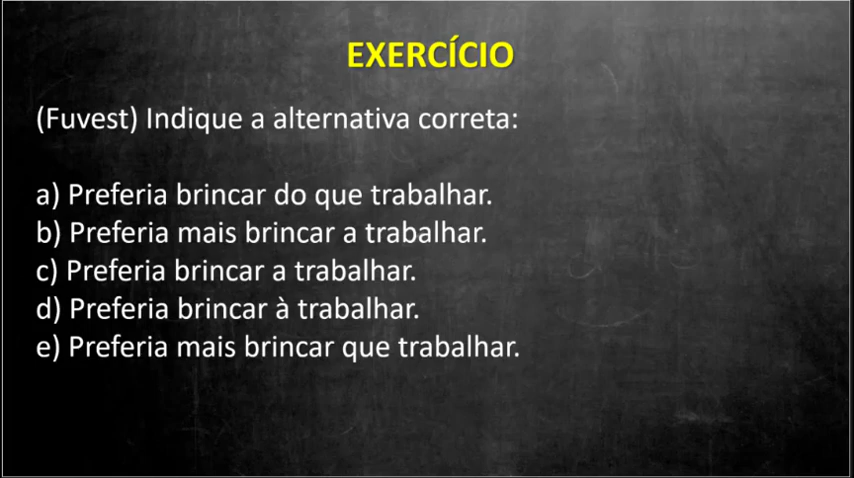 EXERCÍCIO
(Fuvest) Indique a alternativa correta:
a) Preferia brincar do que trabalhar.
b) Preferia mais brincar a trabalhar.
c) Preferia brincar a trabalhar.
d) Preferia brincar à trabalhar.
e) Preferia mais brincar que trabalhar.